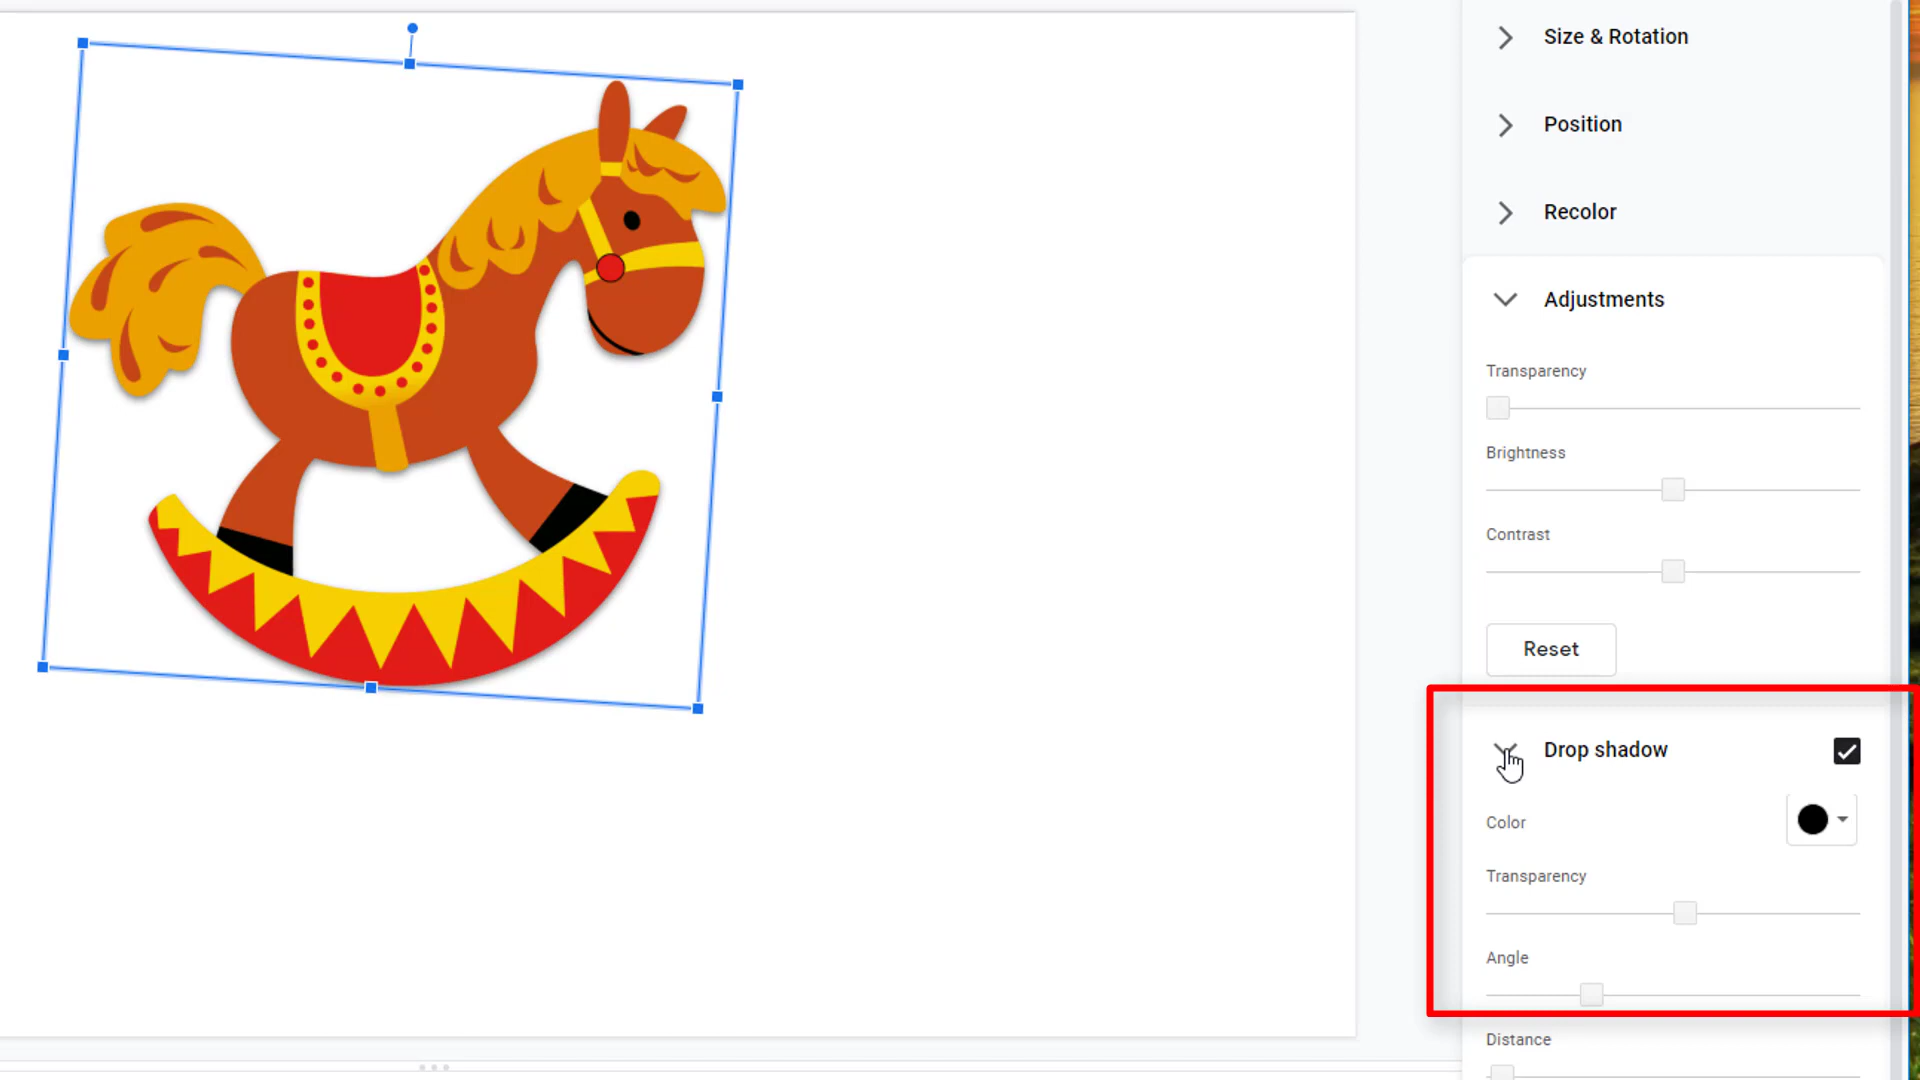 Size & Rotation
Position
Recolor
Adjustments
Transparency
Brightness
Contrast
Reset
Drop shadow
Color
Transparency
Angle
Distance